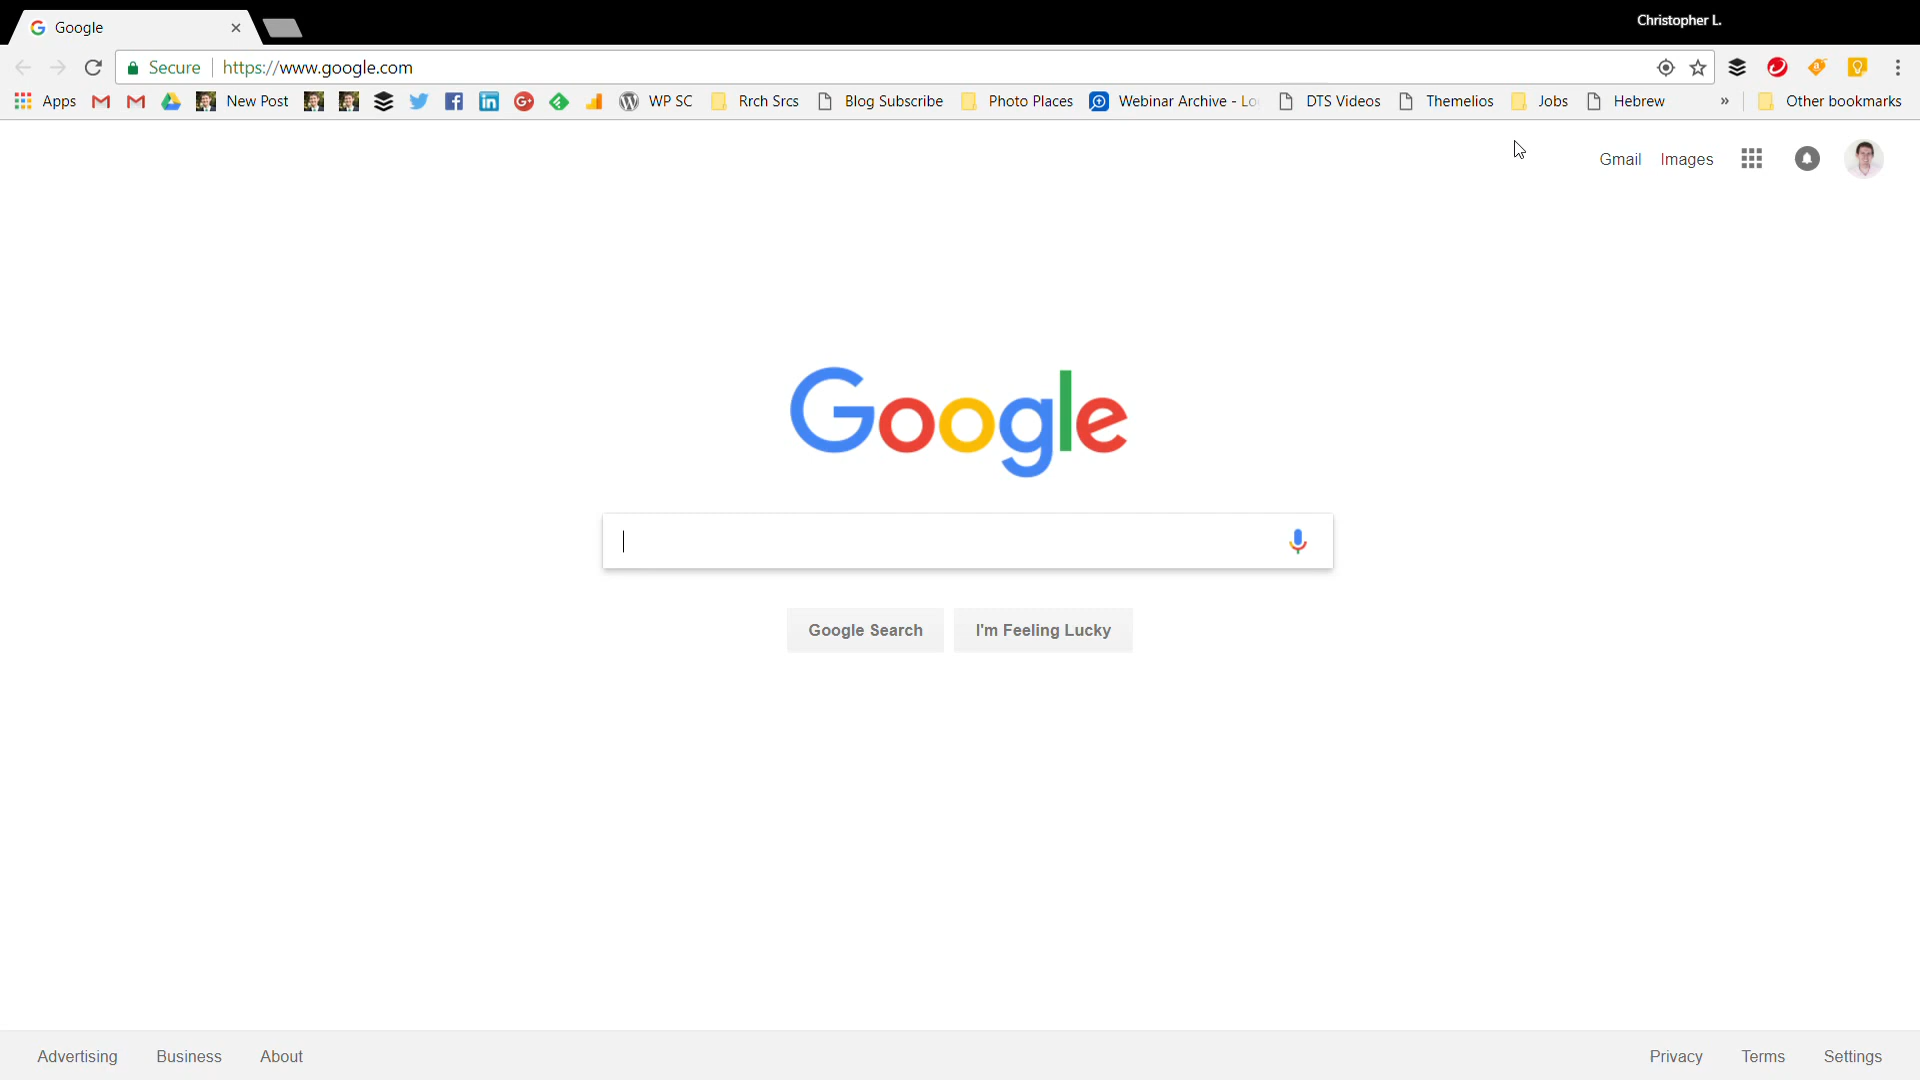 Google
Christopher L.
Secure https://www.google.com
Apps New Post WP SC Rrch Srcs Blog Subscribe Photo Places Webinar Archive - Lo DTS Videos Themelios Jobs Hebrew » Other bookmarks
Gmail Images
Google
Google Search I'm Feeling Lucky
Advertising Business About Privacy Terms Settings